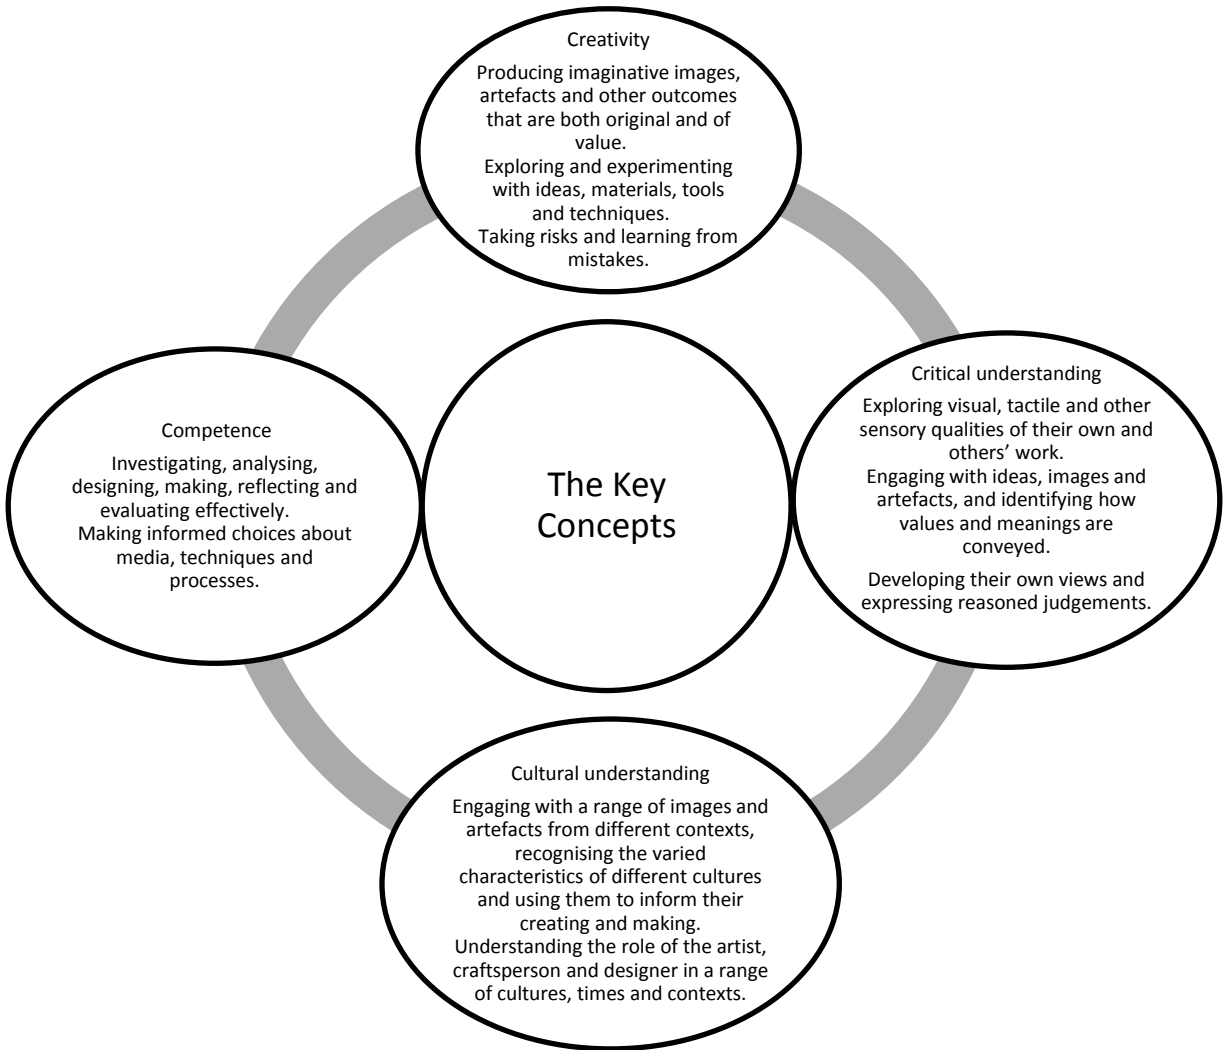 Creativity
Producing imaginative images,
artefacts and other outcomes
that are both original and of
value.
Exploring and experimenting
with ideas, materials, tools
and techniques.
Taking risks and learning from
mistakes.
Critical understanding
Exploring visual, tactile and other
sensory qualities of their own and
others’ work.
Engaging with ideas, images and
artefacts, and identifying how
values and meanings are
conveyed.
Developing their own views and
expressing reasoned judgements.
Competence
Investigating, analysing,
designing, making, reflecting and
evaluating effectively.
Making informed choices about
media, techniques and
processes.
The Key
Concepts
Cultural understanding
Engaging with a range of images and
artefacts from different contexts,
recognising the varied
characteristics of different cultures
and using them to inform their
creating and making.
Understanding the role of the artist,
craftsperson and designer in a range
of cultures, times and contexts.